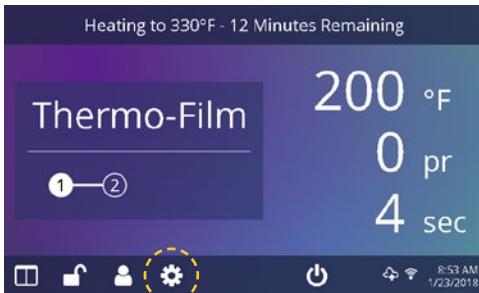 Heating to 330°F - 12 Minutes Remaining
Thermo-Film
1 2
200 °F
0 pr
4 sec
8:53 AM
1/23/2018